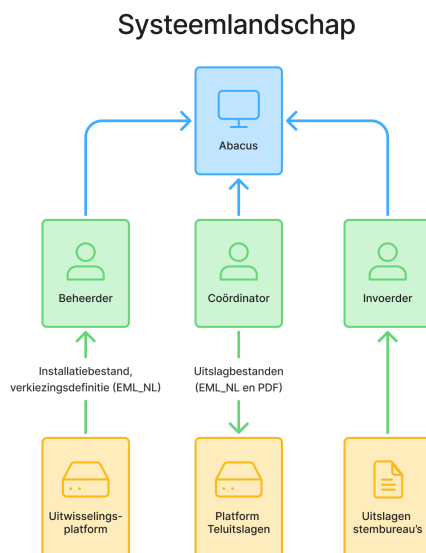 Systeemlandschap
Abacus
Beheerder
Coördinator
Invoerder
Installatiebestand,
verkiezingsdefinitie (EML_NL)
Uitslagbestanden
(EML_NL en PDF)
Uitwisselings-
platform
Platform
Teluitslagen
Uitslagen
stembureau's